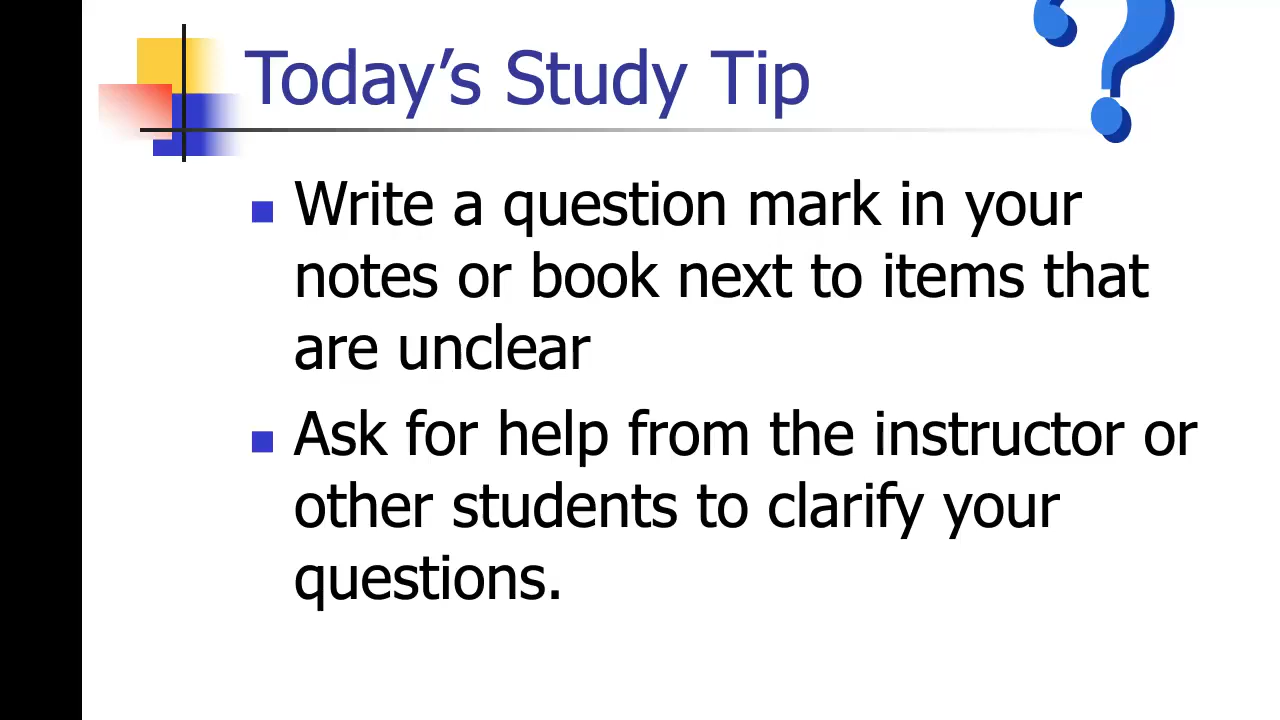 Today’s Study Tip
Write a question mark in your
notes or book next to items that
are unclear
Ask for help from the instructor or
other students to clarify your
questions.